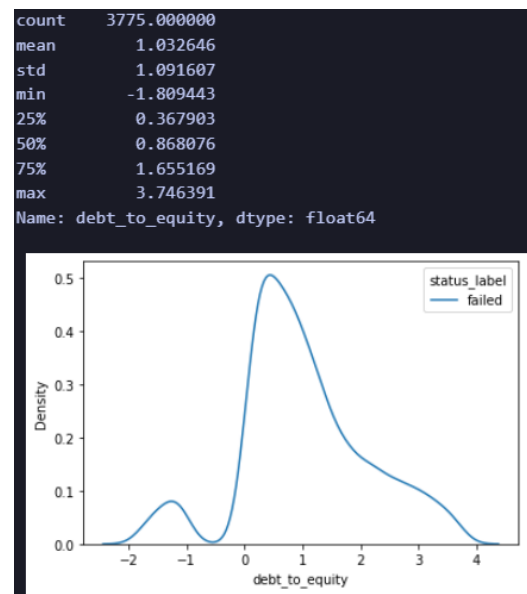 count 3775.000000
mean 1.032646
std 1.091607
min -1.809443
25% 0.367903
50% 0.868076
75% 1.655169
max 3.746391
Name: debt_to_equity, dtype: float64
status_label
failed
0.5
0.4
0.3
0.2
0.1
0.0
Density
−2 −1 0 1 2 3 4
debt_to_equity